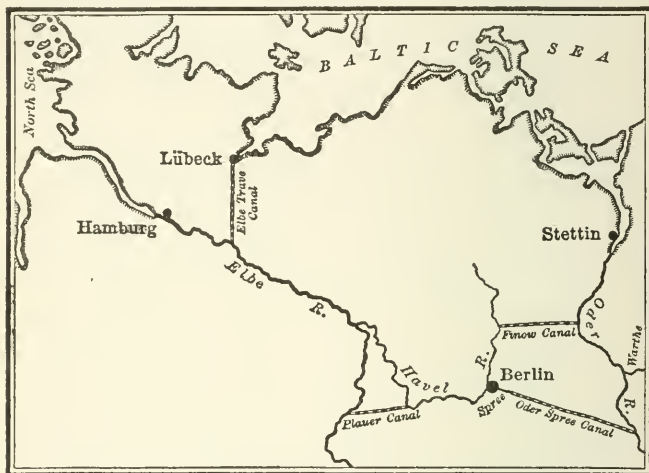 BALTIC SEA
North Sea
Lübeck
Elbe Trave
Canal
Hamburg
Stettin
Elbe
R.
Oder
R.
Finow Canal
Warthe
Havel
R.
Berlin
Spree
Oder Spree Canal
Plauer Canal